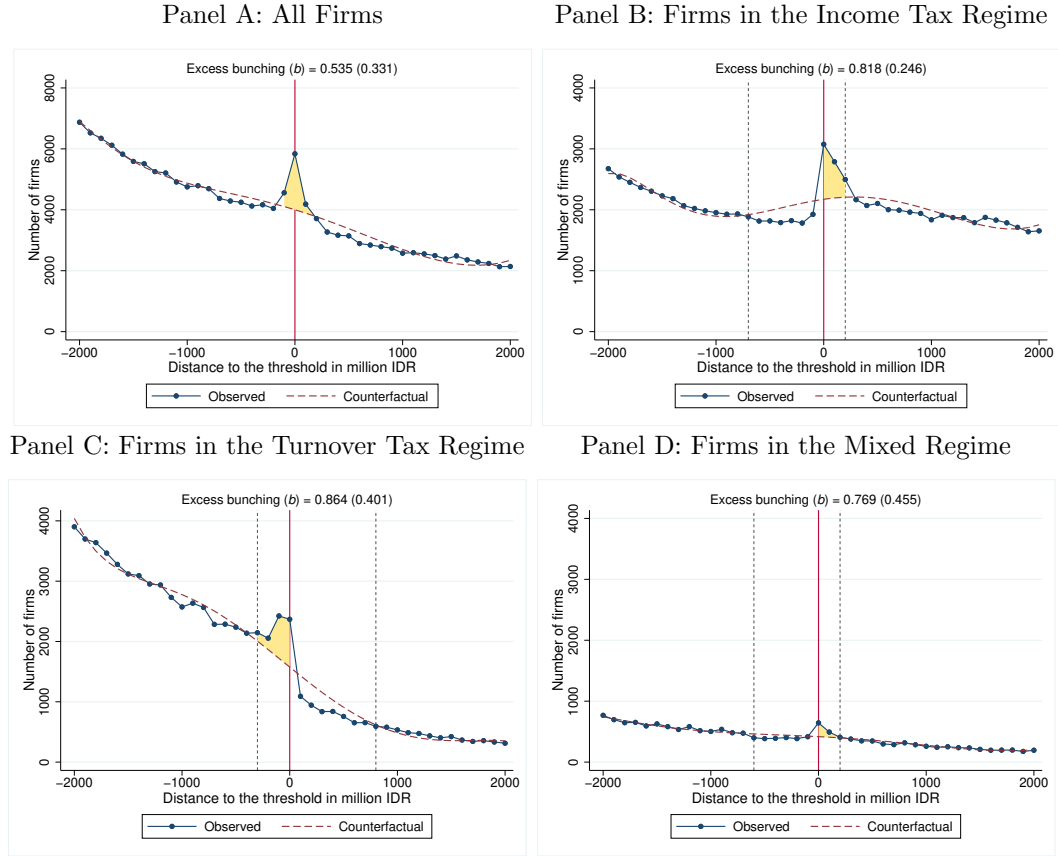 Panel A: All Firms
Excess bunching (b) = 0.535 (0.331)
Number of firms
8000
6000
4000
2000
0
−2000 −1000 0 1000 2000
Distance to the threshold in million IDR
Observed Counterfactual
Panel B: Firms in the Income Tax Regime
Excess bunching (b) = 0.818 (0.246)
Number of firms
4000
3000
2000
1000
0
−2000 −1000 0 1000 2000
Distance to the threshold in million IDR
Observed Counterfactual
Panel C: Firms in the Turnover Tax Regime
Excess bunching (b) = 0.864 (0.401)
Number of firms
4000
3000
2000
1000
0
−2000 −1000 0 1000 2000
Distance to the threshold in million IDR
Observed Counterfactual
Panel D: Firms in the Mixed Regime
Excess bunching (b) = 0.769 (0.455)
Number of firms
4000
3000
2000
1000
0
−2000 −1000 0 1000 2000
Distance to the threshold in million IDR
Observed Counterfactual